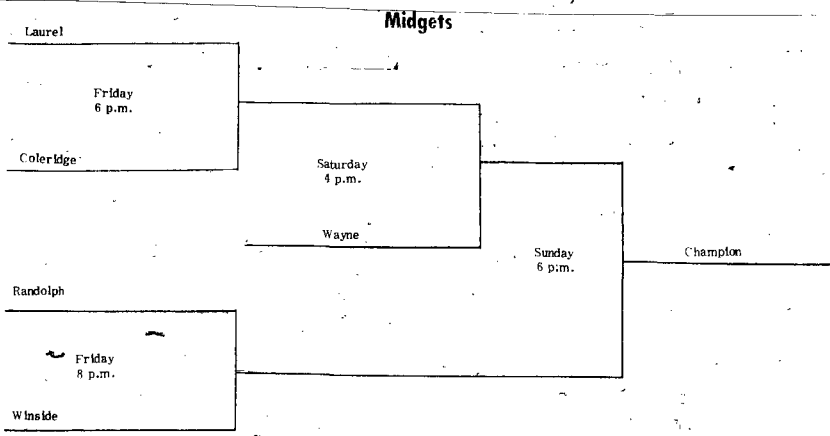 Midgets
Laurel
Friday
6 p.m.
Coleridge
Saturday
4 p.m.
Wayne
Sunday
6 p.m.
Champion
Randolph
Friday
8 p.m.
Winside